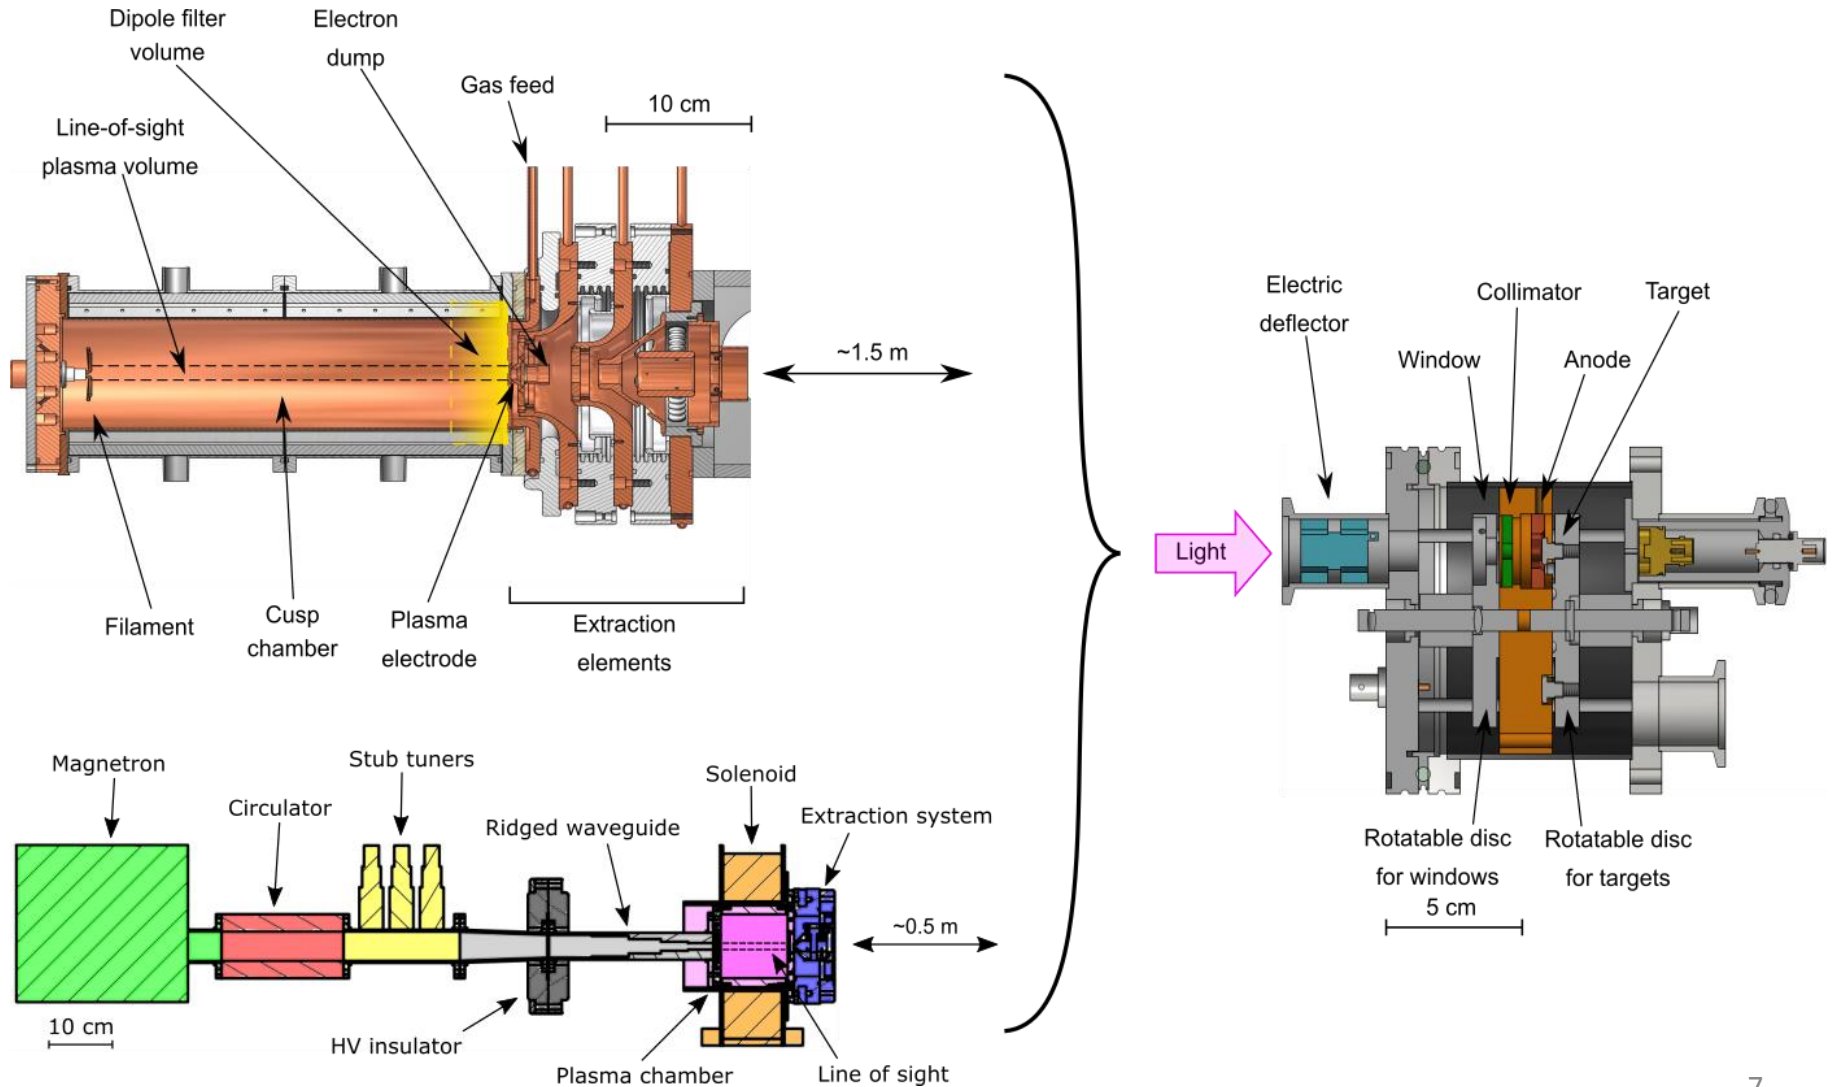 Dipole filter
volume
Electron
dump
Gas feed
10 cm
Line-of-sight
plasma volume
~1.5 m
Filament
Cusp
chamber
Plasma
electrode
Extraction
elements
Magnetron
Circulator
Stub tuners
Ridged waveguide
Solenoid
Extraction system
~0.5 m
10 cm
HV insulator
Plasma chamber
Line of sight
Light
Electric
deflector
Window
Collimator
Anode
Target
Rotatable disc
for windows
Rotatable disc
for targets
5 cm
7